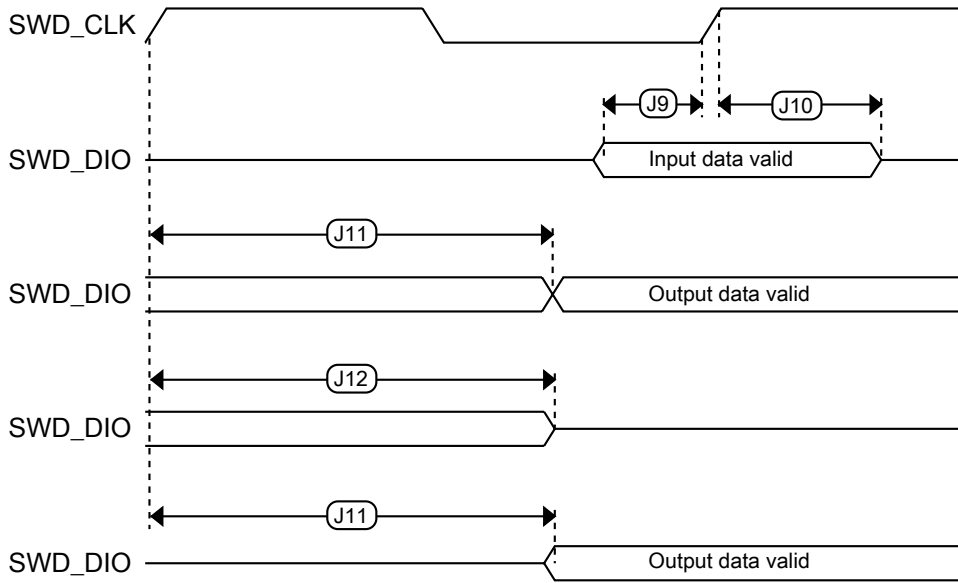 SWD_CLK
J9
J10
SWD_DIO
Input data valid
J11
SWD_DIO
Output data valid
J12
SWD_DIO
J11
SWD_DIO
Output data valid